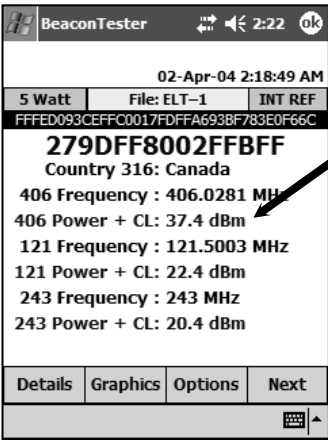 BeaconTester 2:22 ok
02-Apr-04 2:18:49 AM
5 Watt File: ELT-1 INT REF
FFFED093CEFFC0017FDFFA693BF783E0F66C
279DFF8002FFBFF
Country 316: Canada
406 Frequency : 406.0281 MHz
406 Power + CL: 37.4 dBm
121 Frequency : 121.5003 MHz
121 Power + CL: 22.4 dBm
243 Frequency : 243 MHz
243 Power + CL: 20.4 dBm
Details Graphics Options Next